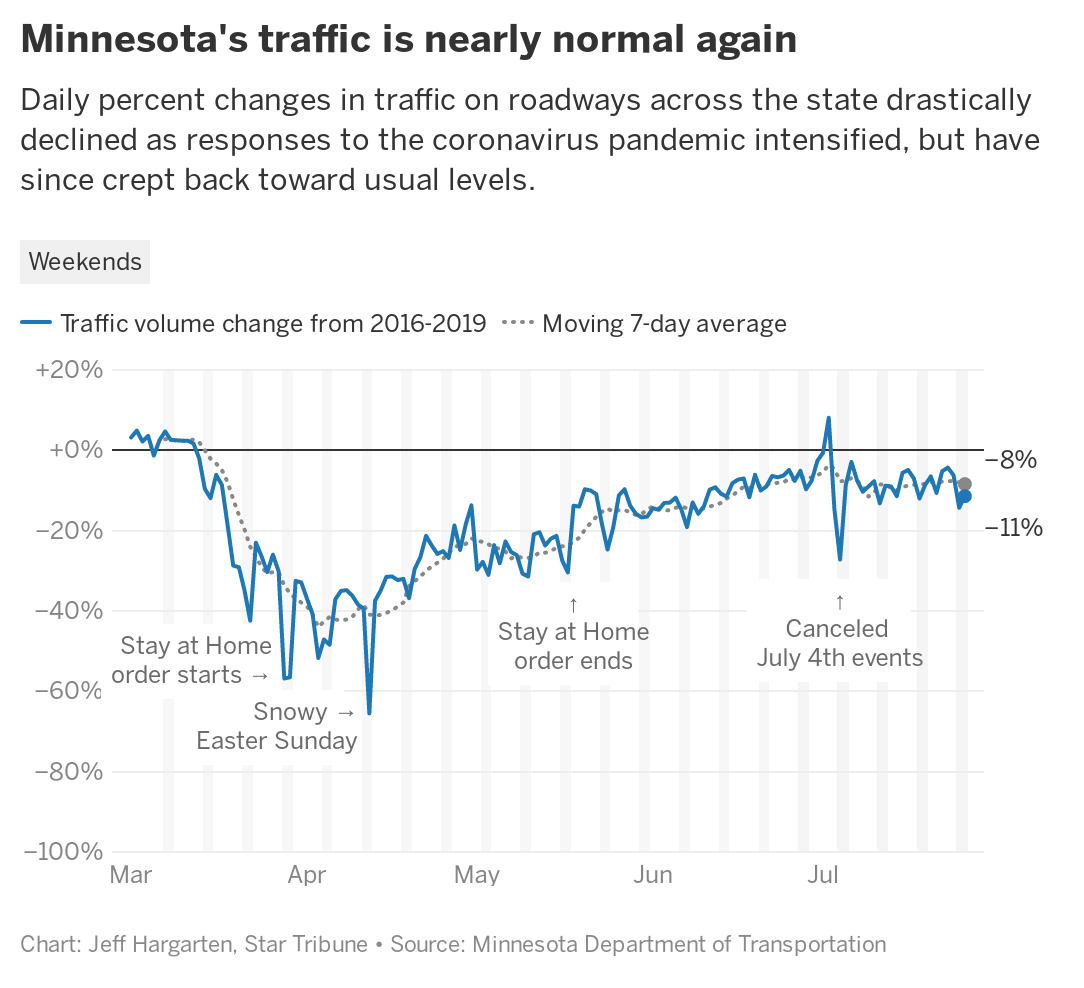 Minnesota's traffic is nearly normal again
Daily percent changes in traffic on roadways across the state drastically
declined as responses to the coronavirus pandemic intensified, but have
since crept back toward usual levels.
Weekends
Traffic volume change from 2016-2019 Moving 7-day average
+20%
+0%
−8%
−11%
−20%
−40%
Stay at Home
order starts →
↑
Stay at Home
order ends
↑
Canceled
July 4th events
−60%
Snowy →
Easter Sunday
−80%
−100%
Mar Apr May Jun Jul
Chart: Jeff Hargarten, Star Tribune • Source: Minnesota Department of Transportation